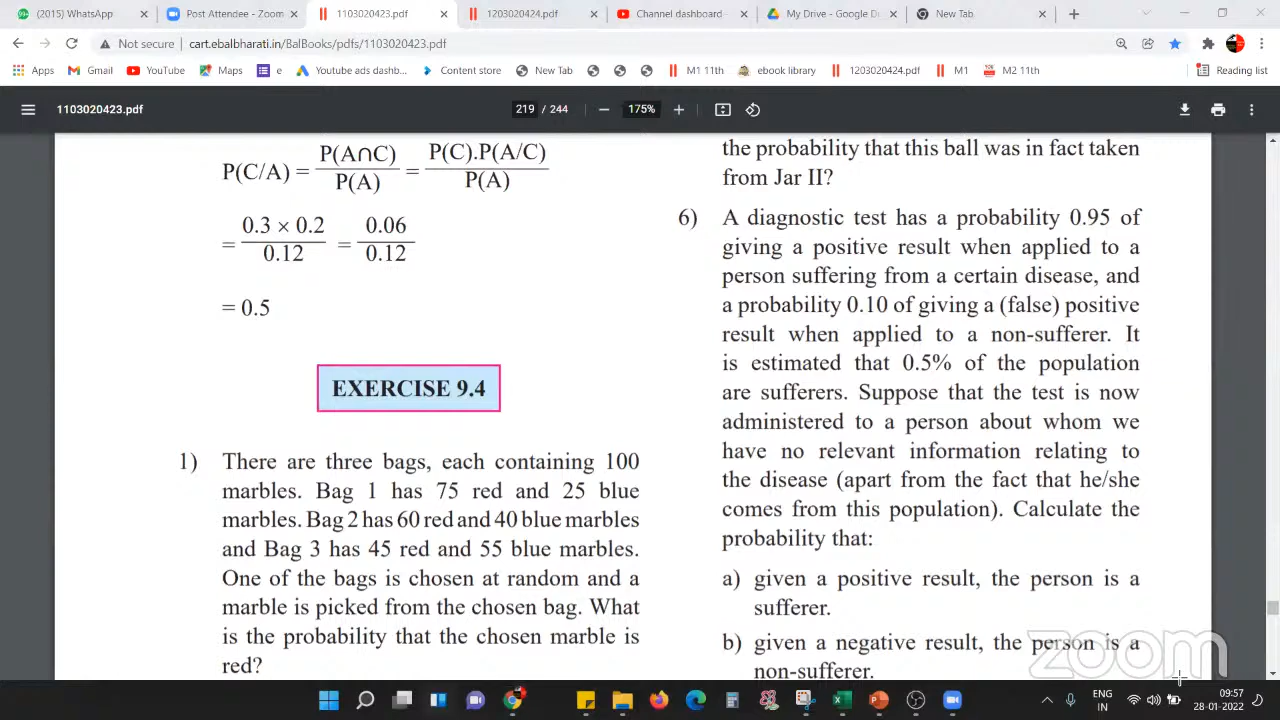 (2015) WhatsApp
Post Attendee - Zoom
1103020423.pdf
1203020424.pdf
Channel dashboard
My Drive - Google
New Tab
Not secure | cart.ebalbharati.in/BalBooks/pdfs/1103020423.pdf
Apps
Gmail
YouTube
Maps
e
Youtube ads dashb...
Content store
New Tab
M1 11th
ebook library
1203020424.pdf
M1
M2 11th
Reading list
1103020423.pdf
219 / 244
175%
P(C/A) = P(A∩C) / P(A) = P(C).P(A/C) / P(A)
= 0.3 × 0.2 / 0.12 = 0.06 / 0.12
= 0.5
EXERCISE 9.4
1) There are three bags, each containing 100
marbles. Bag 1 has 75 red and 25 blue
marbles. Bag 2 has 60 red and 40 blue marbles
and Bag 3 has 45 red and 55 blue marbles.
One of the bags is chosen at random and a
marble is picked from the chosen bag. What
is the probability that the chosen marble is
red?
the probability that this ball was in fact taken
from Jar II?
6) A diagnostic test has a probability 0.95 of
giving a positive result when applied to a
person suffering from a certain disease, and
a probability 0.10 of giving a (false) positive
result when applied to a non-sufferer. It
is estimated that 0.5% of the population
are sufferers. Suppose that the test is now
administered to a person about whom we
have no relevant information relating to
the disease (apart from the fact that he/she
comes from this population). Calculate the
probability that:
a) given a positive result, the person is a
sufferer.
b) given a negative result, the person is a
non-sufferer.
zoom
ENG
IN
09:57
28-01-2022